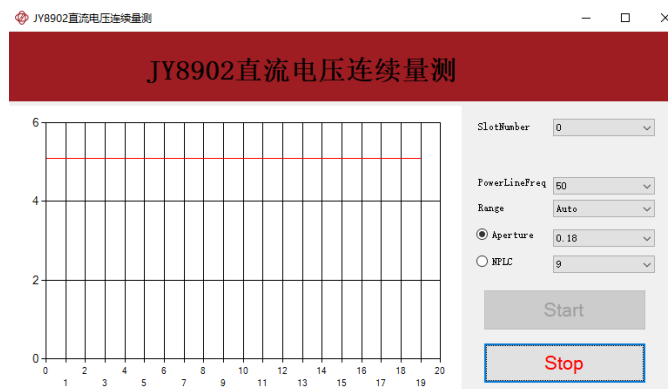 JY8902直流电压连续量测
JY8902直流电压连续量测
6
4
2
0
0 2 4 6 8 10 12 14 16 18 20
1 3 5 7 9 11 13 15 17 19
SlotNumber 0
PowerLineFreq 50
Range Auto
Aperture 0.18
NPLC 9
Start
Stop